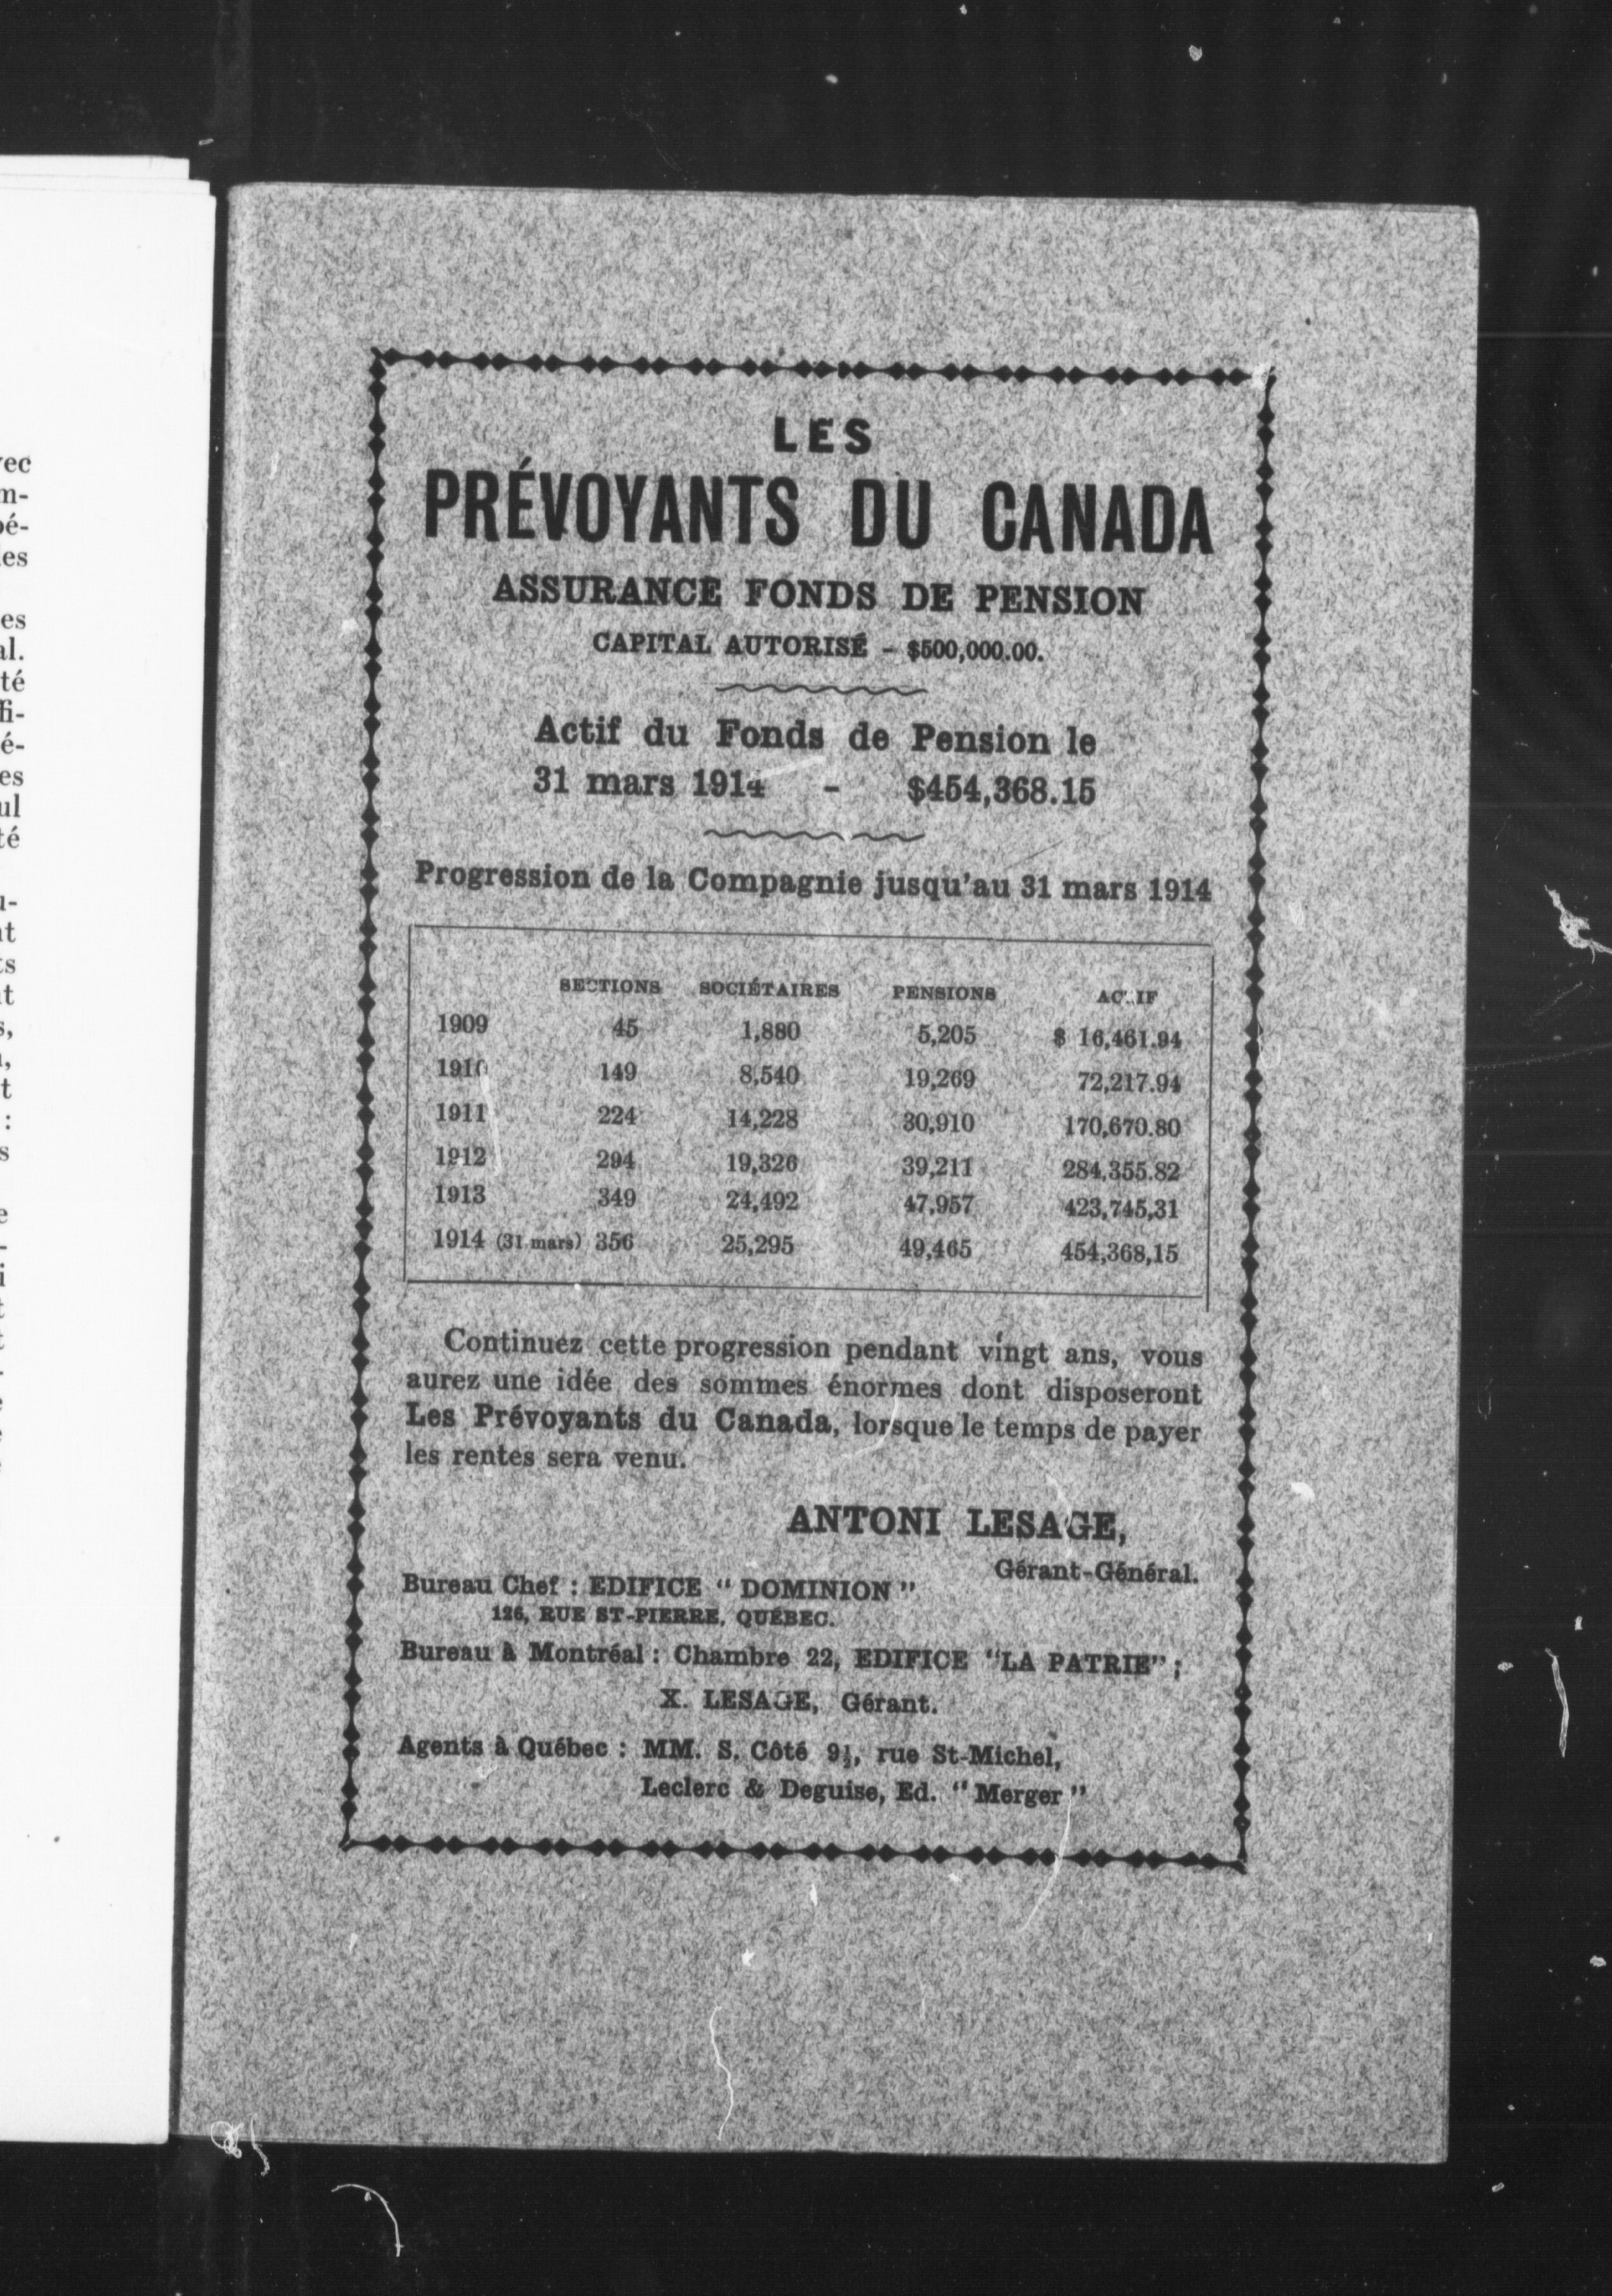 LES
PRÉVOYANTS DU CANADA
ASSURANCE FONDS DE PENSION
CAPITAL AUTORISÉ - $500,000.00.
Actif du Fonds de Pension le
31 mars 1914 - $454,368.15
Progression de la Compagnie jusqu'au 31 mars 1914
SECTIONS SOCIÉTAIRES PENSIONS ACTIF
1909 45 1,880 5,205 $ 16,461.94
1910 149 8,540 19,269 72,217.94
1911 224 14,228 30,910 170,670.80
1912 294 19,326 39,211 284,355.82
1913 349 24,492 47,957 423,745,31
1914 (31 mars) 356 25,295 49,465 454,368,15
Continuez cette progression pendant vingt ans, vous
aurez une idée des sommes énormes dont disposeront
Les Prévoyants du Canada, lorsque le temps de payer
les rentes sera venu.
ANTONI LESAGE,
Gérant-Général.
Bureau Chef : EDIFICE " DOMINION "
126, RUE ST-PIERRE, QUÉBEC.
Bureau à Montréal : Chambre 22, EDIFICE "LA PATRIE" ;
X. LESAGE, Gérant.
Agents à Québec : MM. S. Côté 9½, rue St-Michel,
Leclerc & Deguise, Ed. " Merger "